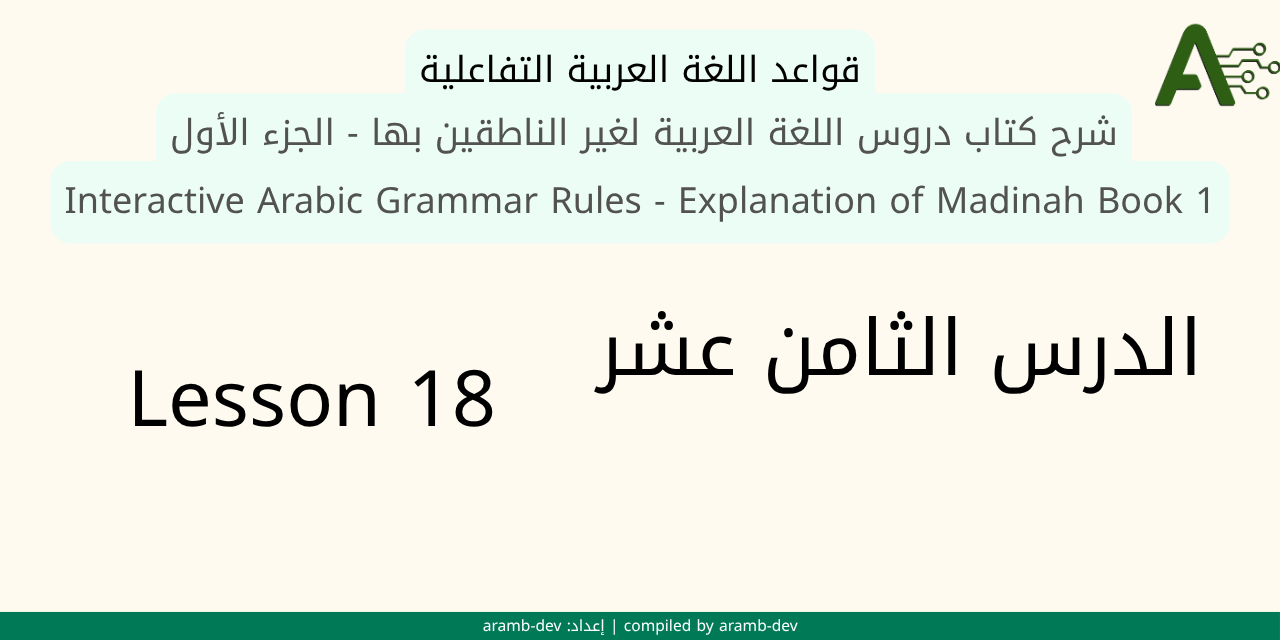 قواعد اللغة العربية التفاعلية
شرح كتاب دروس اللغة العربية لغير الناطقين بها - الجزء الأول
Interactive Arabic Grammar Rules - Explanation of Madinah Book 1
الدرس الثامن عشر
Lesson 18
aramb-dev :إعداد | compiled by aramb-dev